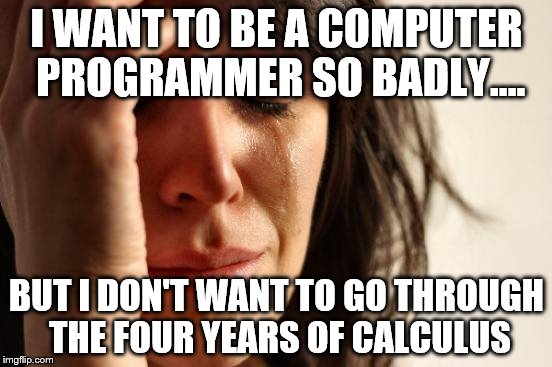 I WANT TO BE A COMPUTER
PROGRAMMER SO BADLY....
BUT I DON'T WANT TO GO THROUGH
THE FOUR YEARS OF CALCULUS
imgflip.com